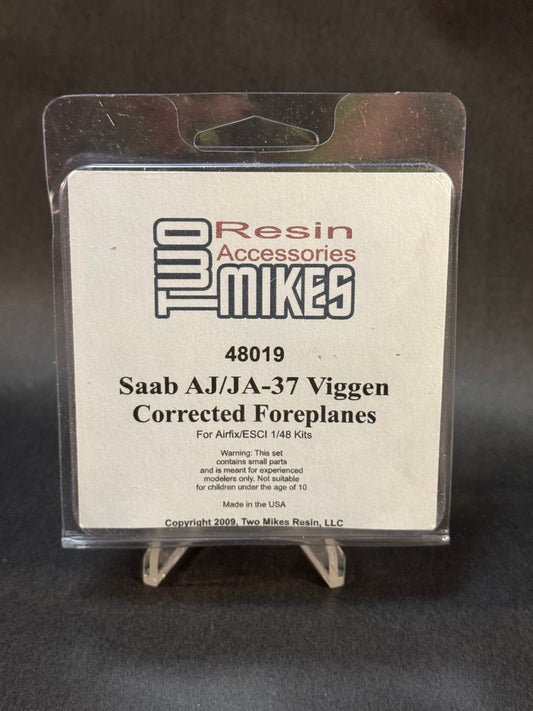 TWO
Resin
Accessories
MIKES
48019
Saab AJ/JA-37 Viggen
Corrected Foreplanes
For Airfix/ESCI 1/48 Kits
Warning: This set
contains small parts
and is meant for experienced
modelers only. Not suitable
for children under the age of 10
Made in the USA
Copyright 2009, Two Mikes Resin, LLC